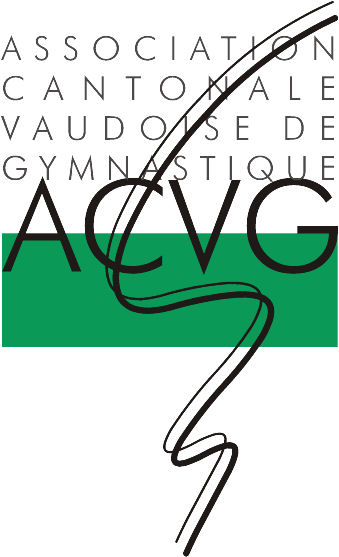 ASSOCIATION
CANTONALE
VAUDOISE DE
GYMNASTIQUE
ACVG